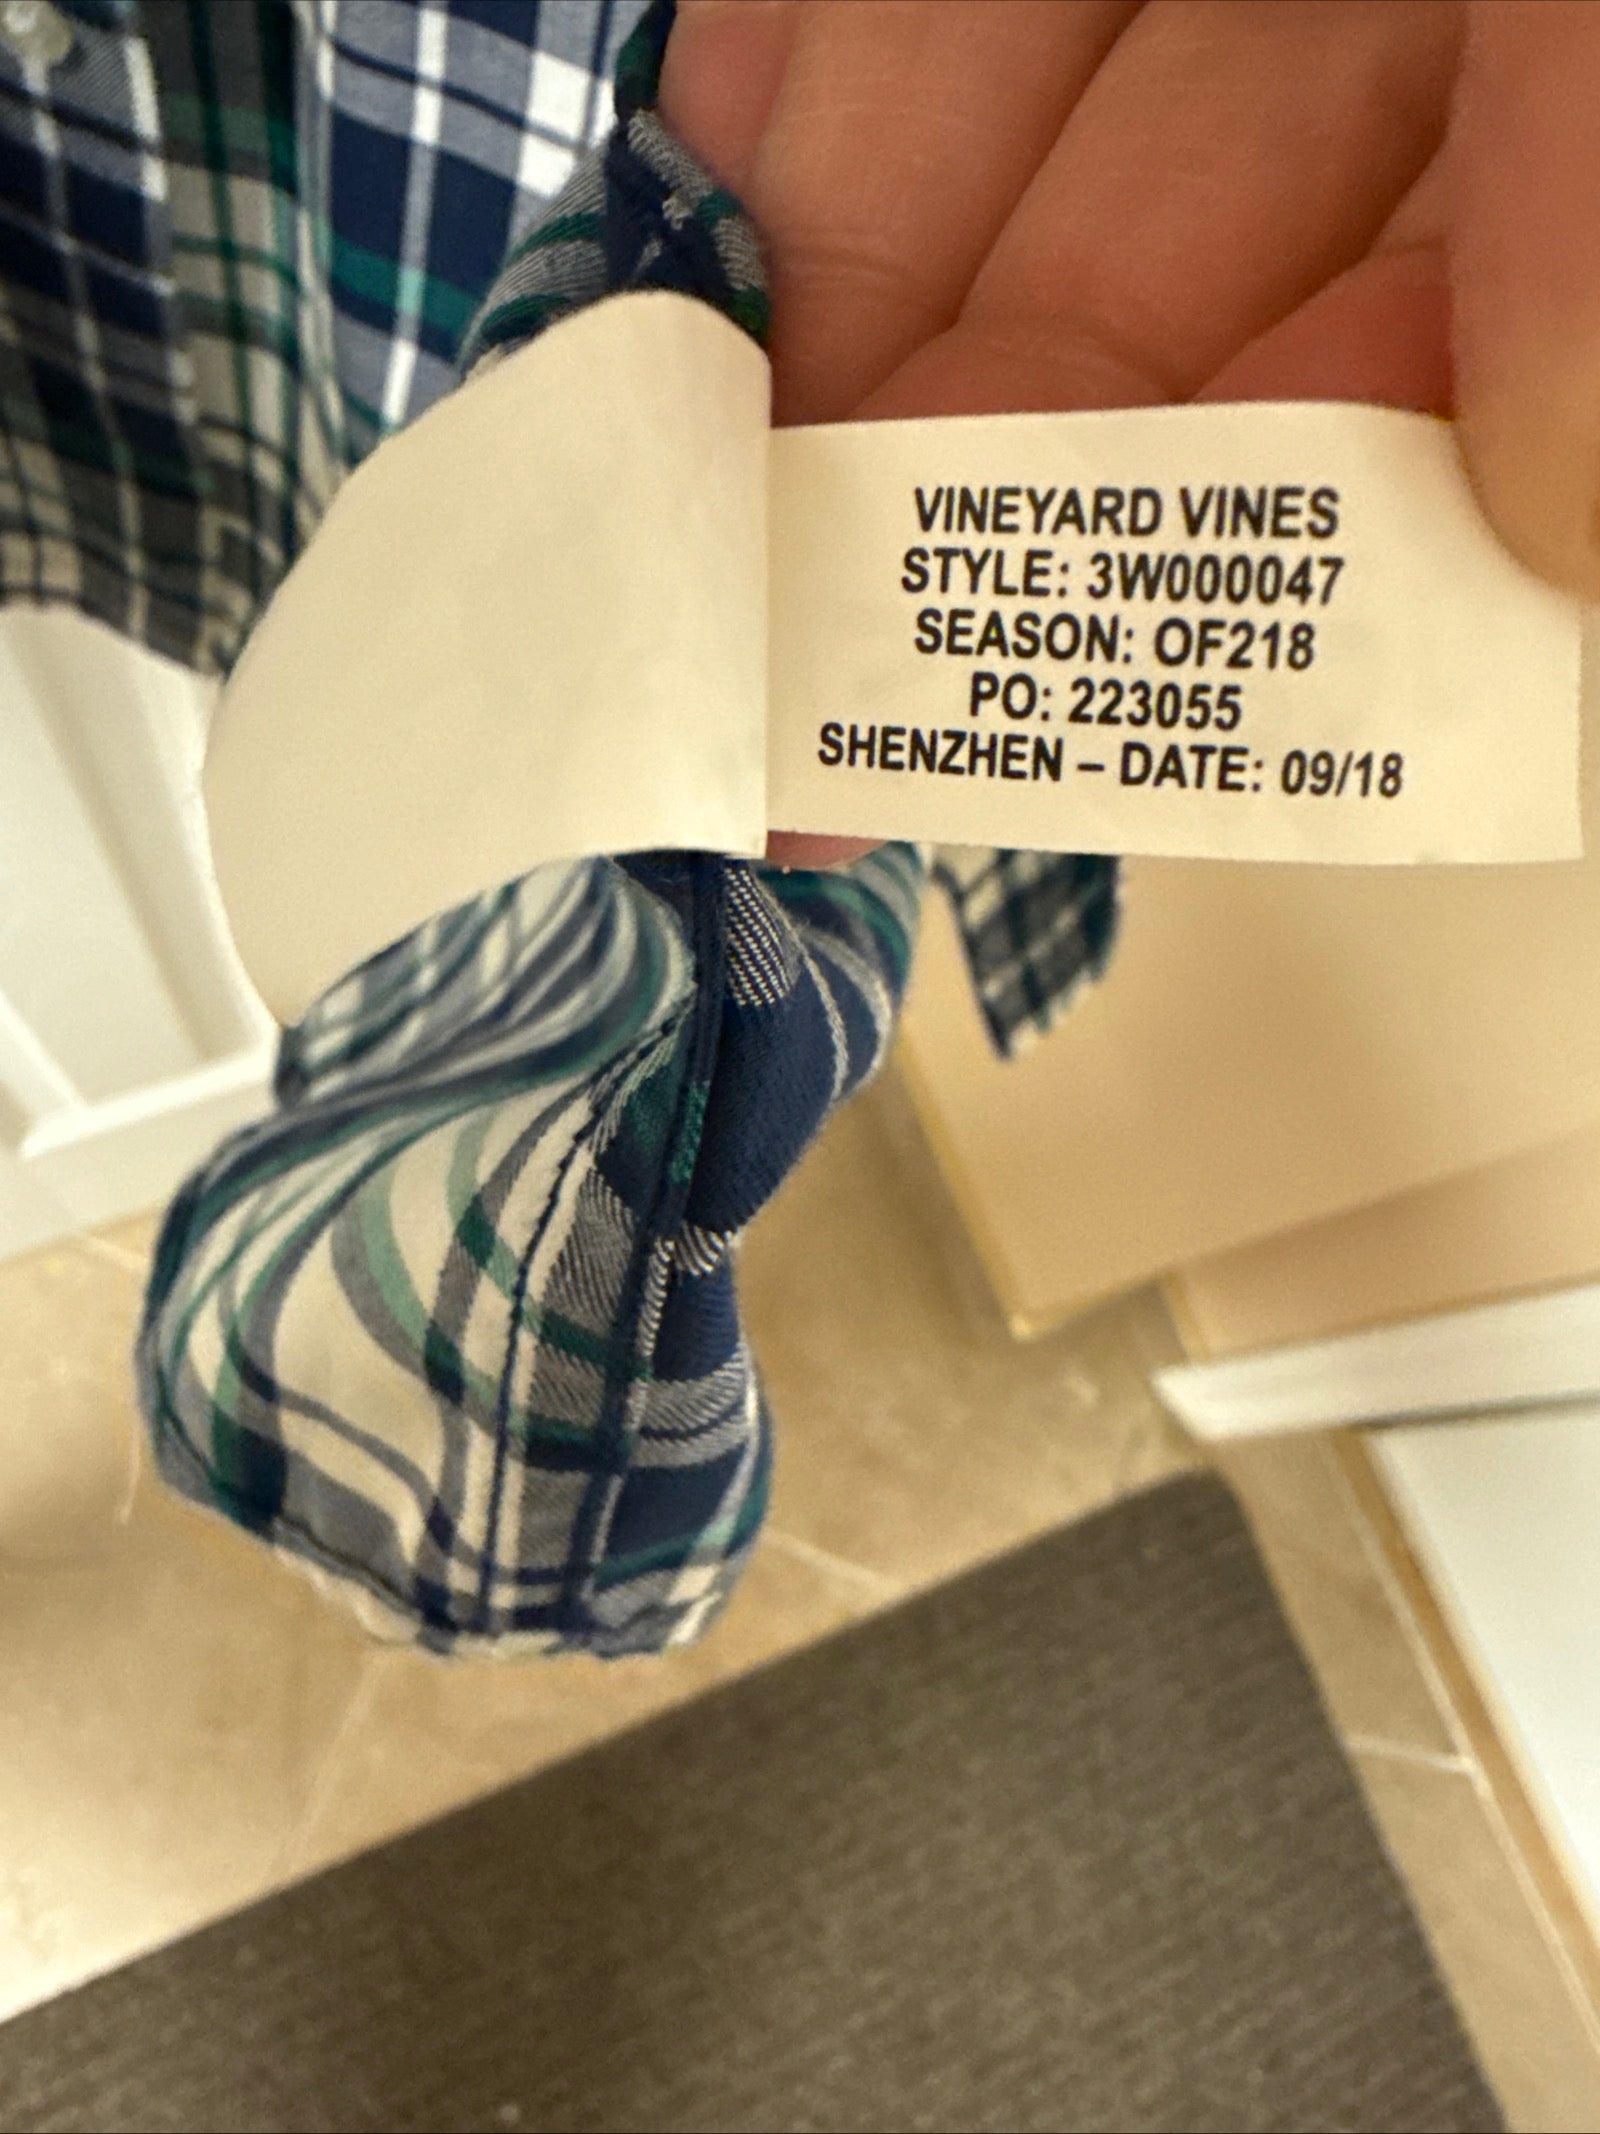 VINEYARD VINES
STYLE: 3W000047
SEASON: OF218
PO: 223055
SHENZHEN – DATE: 09/18